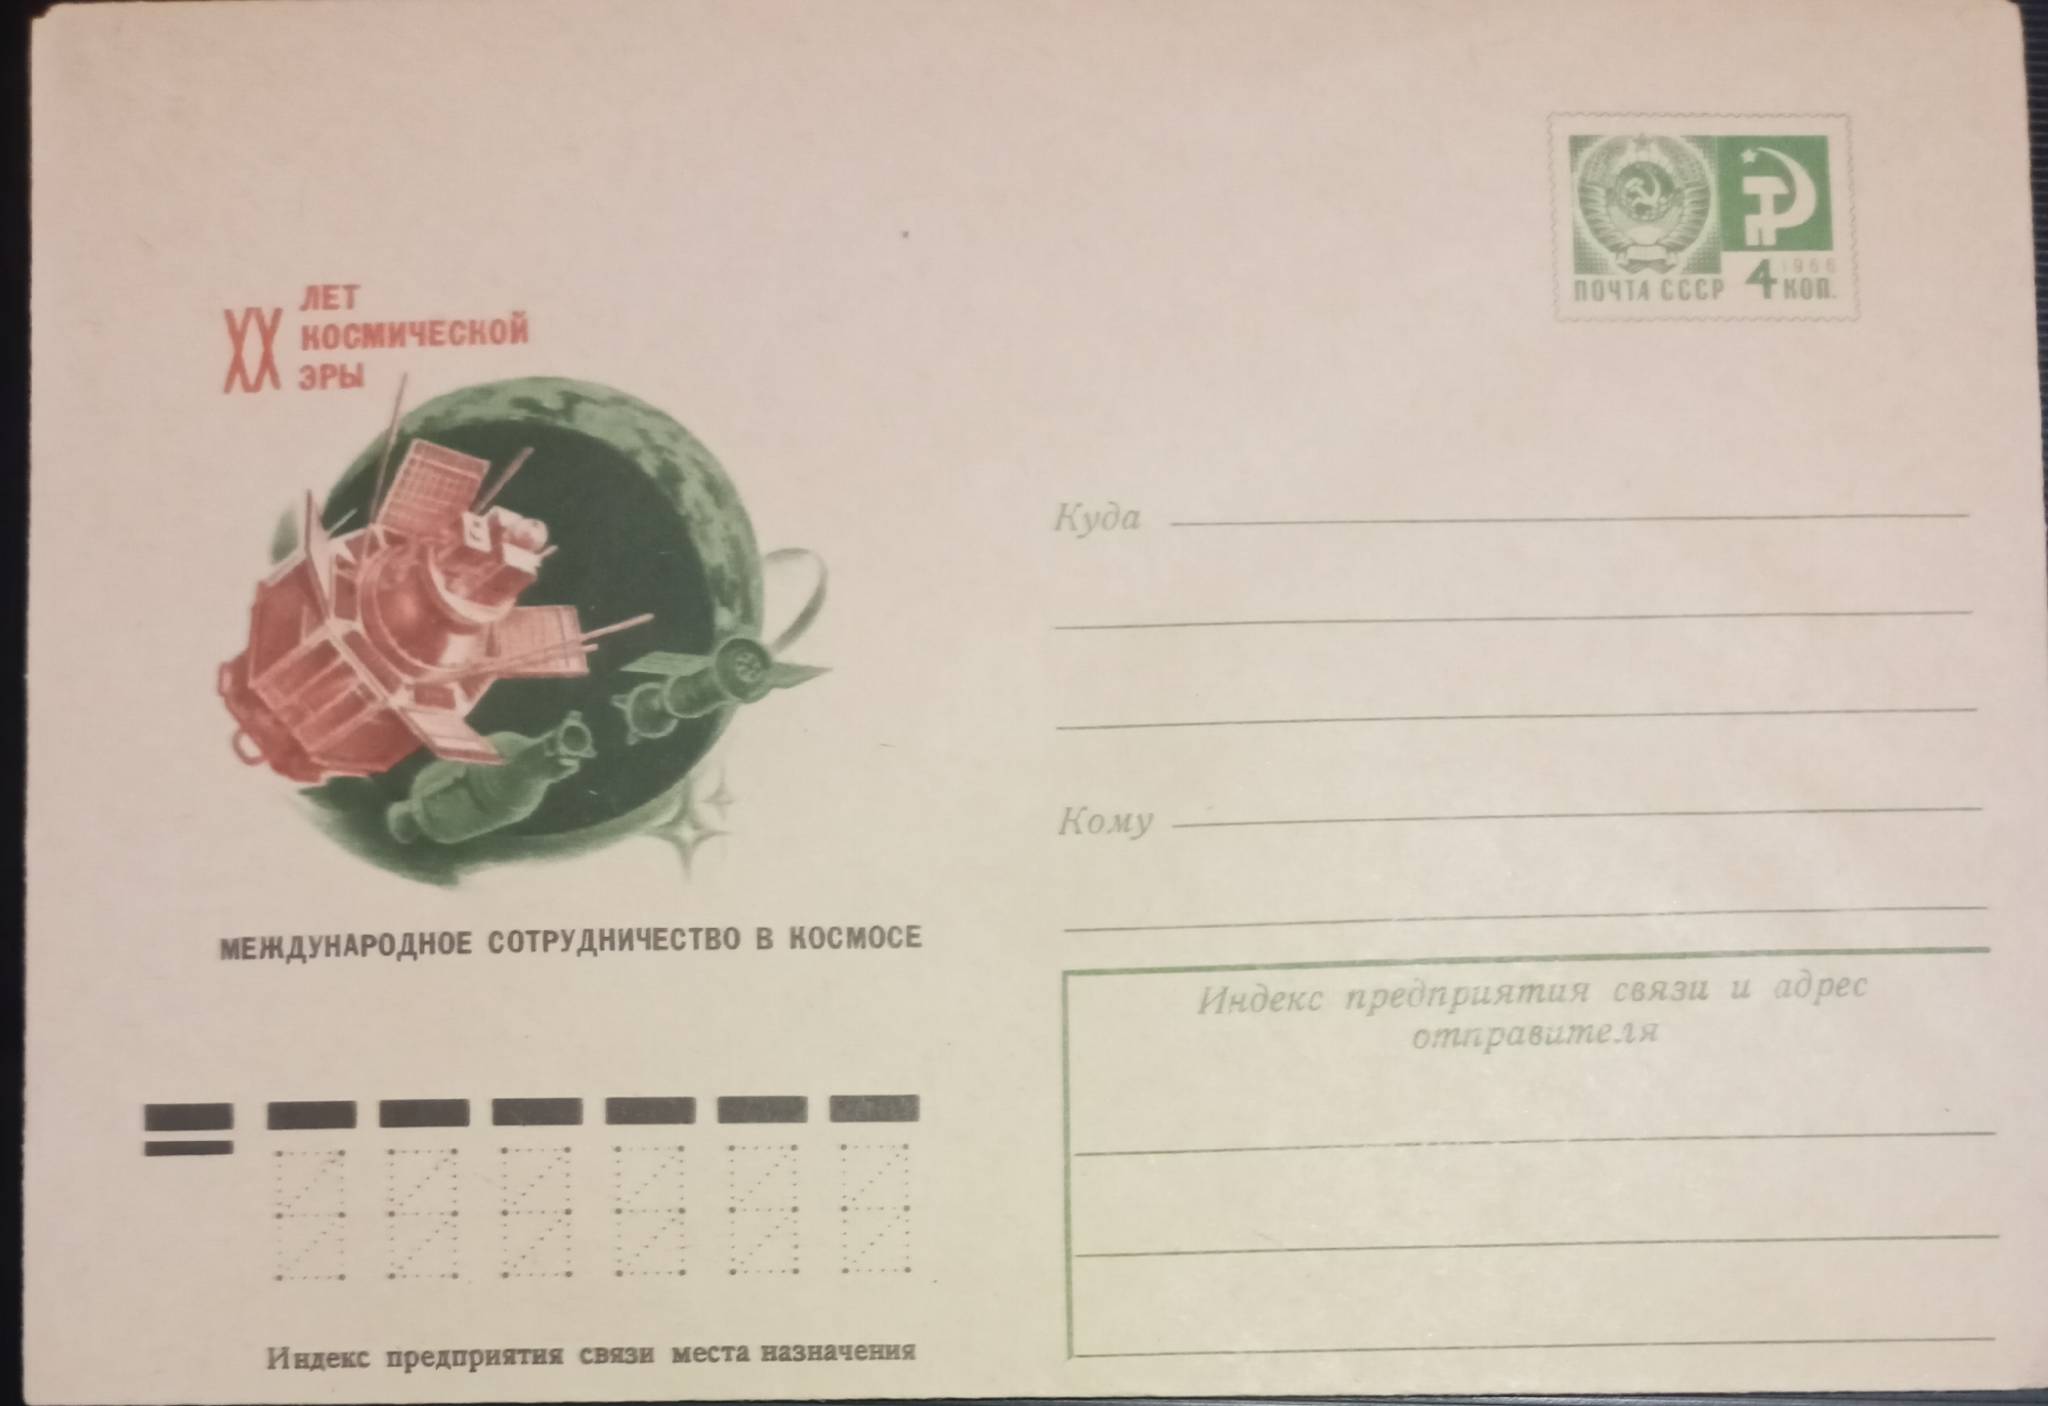 XX ЛЕТ
КОСМИЧЕСКОЙ
ЭРЫ
МЕЖДУНАРОДНОЕ СОТРУДНИЧЕСТВО В КОСМОСЕ
Индекс предприятия связи места назначения
1966
ПОЧТА СССР 4 КОП.
Куда
Кому
Индекс предприятия связи и адрес
отправителя